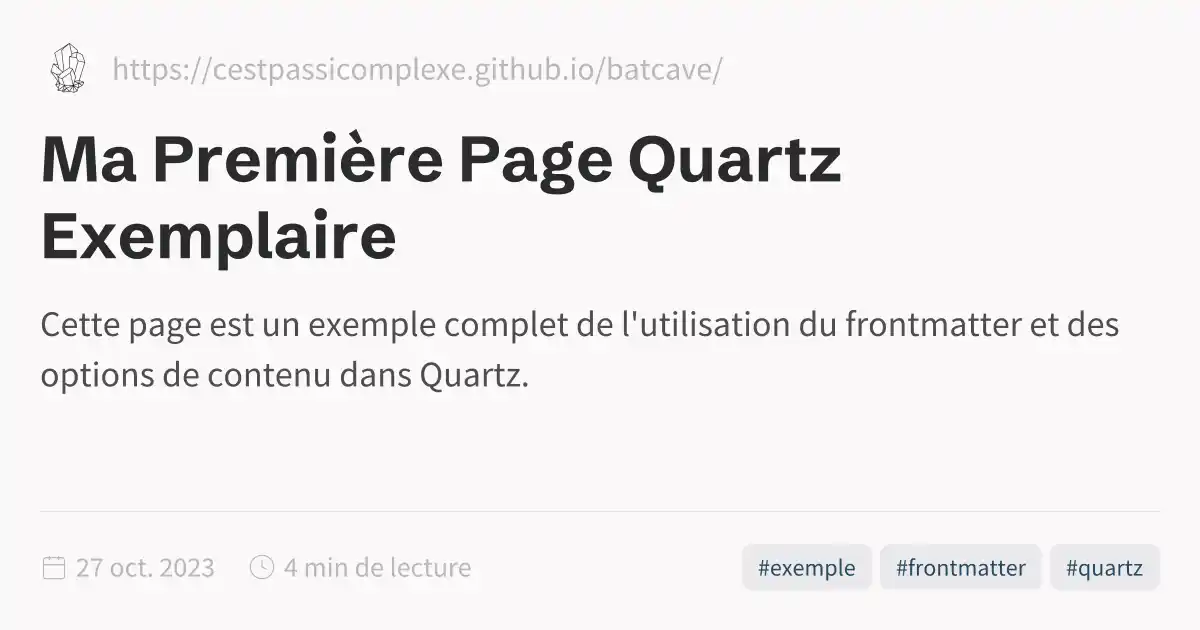 https://cestpassicomplexe.github.io/batcave/
Ma Première Page Quartz
Exemplaire
Cette page est un exemple complet de l'utilisation du frontmatter et des
options de contenu dans Quartz.
27 oct. 2023 4 min de lecture #exemple #frontmatter #quartz